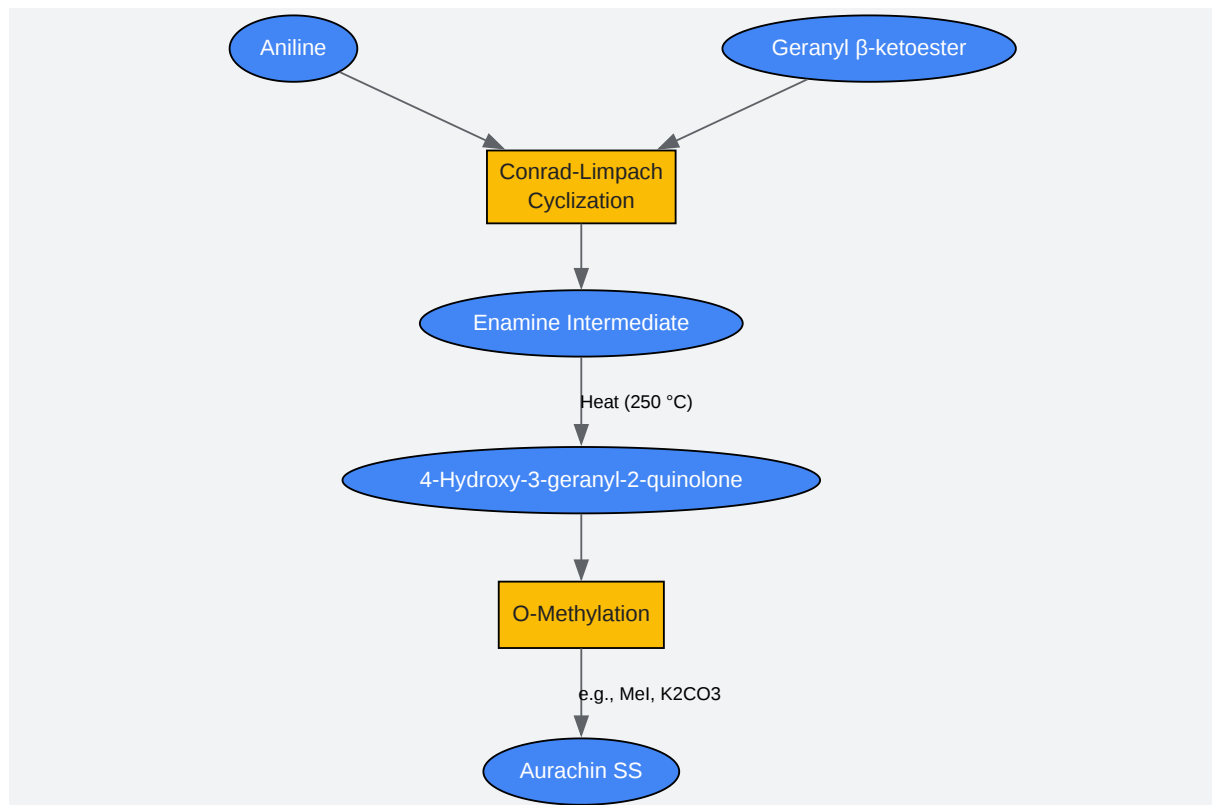 Aniline
Geranyl β-ketoester
Conrad-Limpach
Cyclization
Enamine Intermediate
Heat (250 °C)
4-Hydroxy-3-geranyl-2-quinolone
O-Methylation
e.g., MeI, K2CO3
Aurachin SS